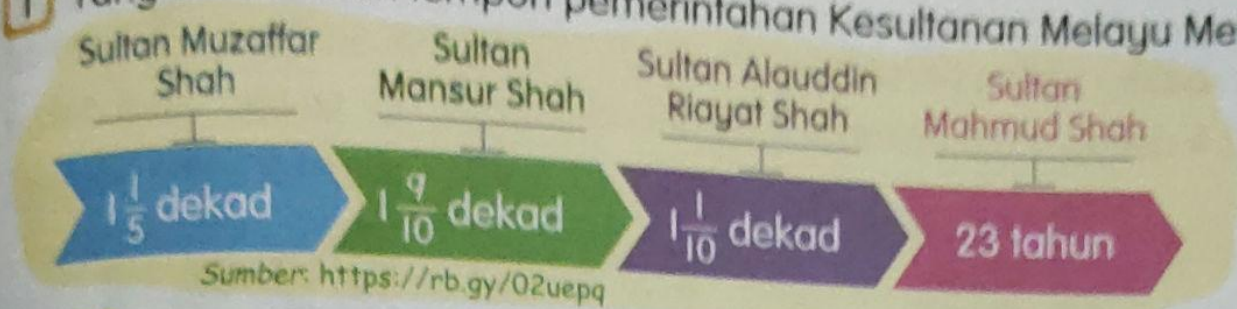 pemerintahan Kesultanan Melayu Me
Sultan Muzaffar
Shah
Sultan
Mansur Shah
Sultan Alauddin
Riayat Shah
Sultan
Mahmud Shah
1 1/5 dekad
1 9/10 dekad
1 1/10 dekad
23 tahun
Sumber: https://rb.gy/02uepq